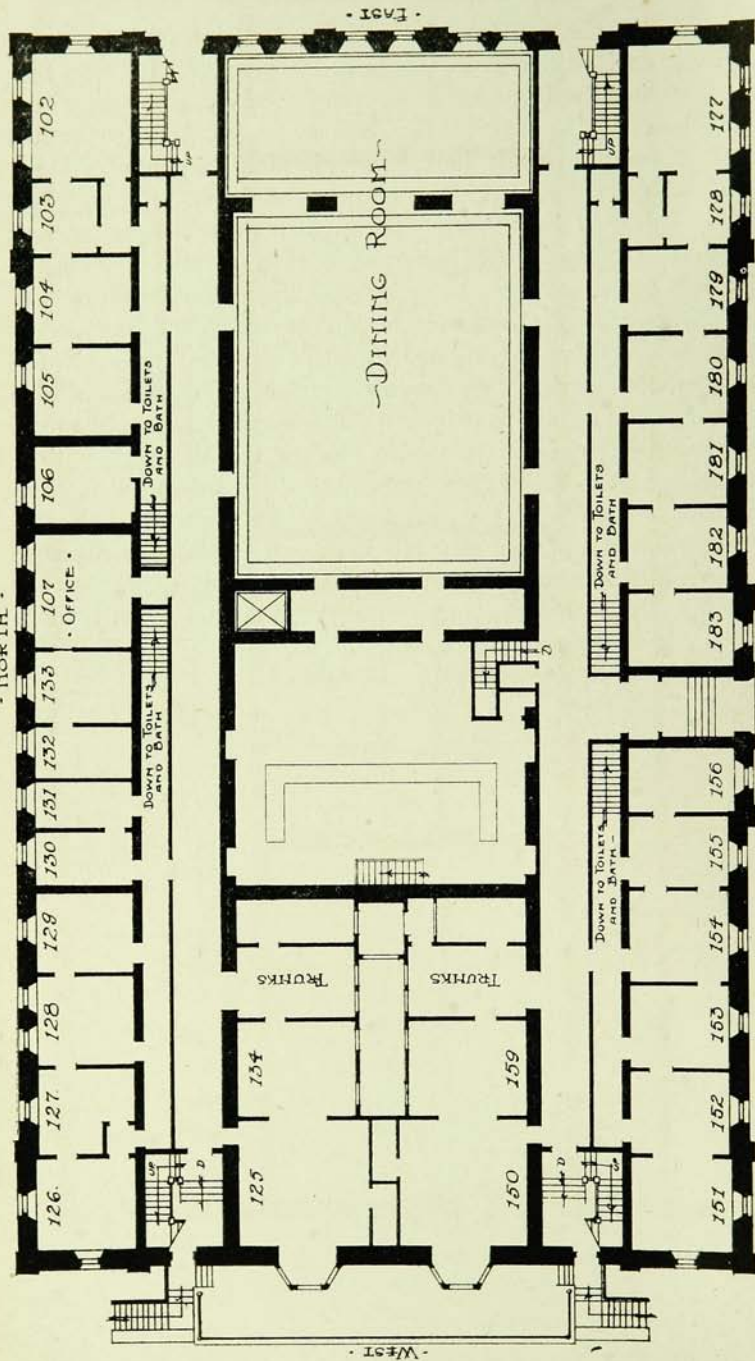 · EAST ·
102
103
104
105
106
107
· OFFICE ·
133
132
131
130
129
128
127.
126.
· NORTH ·
UP
DOWN TO TOILETS
AND BATH
DOWN TO TOILETS
AND BATH
UP
D
~DINING ROOM~
D
TRUNKS
TRUNKS
134
159
125
150
UP
DOWN TO TOILETS
AND BATH
DOWN TO TOILETS
AND BATH -
D
UP
177
178
179
180
181
182
183
156
155
154
153
152
151
· WEST ·